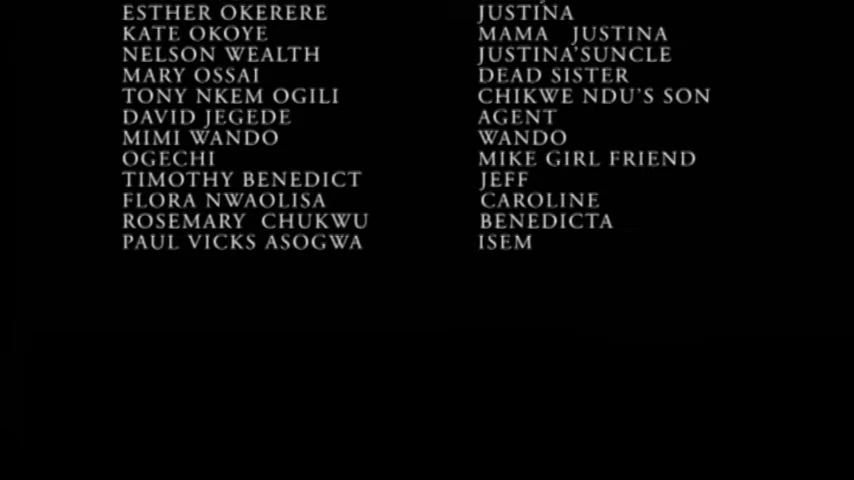 ESTHER OKERERE JUSTINA
KATE OKOYE MAMA JUSTINA
NELSON WEALTH JUSTINA'SUNCLE
MARY OSSAI DEAD SISTER
TONY NKEM OGILI CHIKWE NDU'S SON
DAVID JEGEDE AGENT
MIMI WANDO WANDO
OGECHI MIKE GIRL FRIEND
TIMOTHY BENEDICT JEFF
FLORA NWAOLISA CAROLINE
ROSEMARY CHUKWU BENEDICTA
PAUL VICKS ASOGWA ISEM